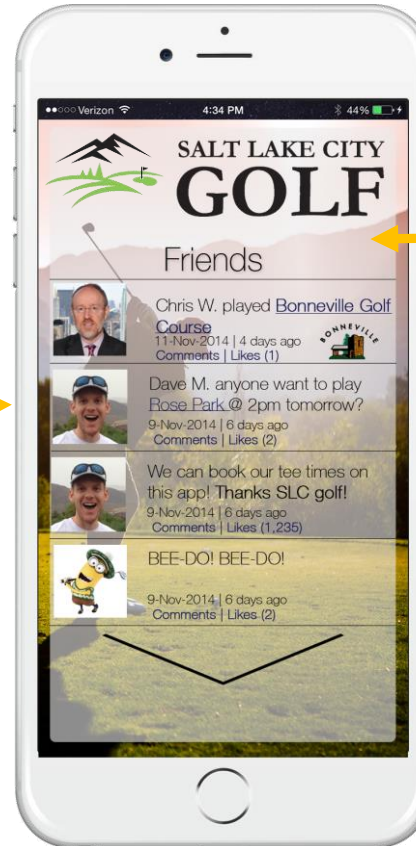 Verizon 4:34 PM 44%
SALT LAKE CITY
GOLF
Friends
Chris W. played Bonneville Golf
Course
BONNEVILLE
11-Nov-2014 | 4 days ago
Comments | Likes (1)
Dave M. anyone want to play
Rose Park @ 2pm tomorrow?
9-Nov-2014 | 6 days ago
Comments | Likes (2)
We can book our tee times on
this app! Thanks SLC golf!
9-Nov-2014 | 6 days ago
Comments | Likes (1,235)
BEE-DO! BEE-DO!
9-Nov-2014 | 6 days ago
Comments | Likes (2)